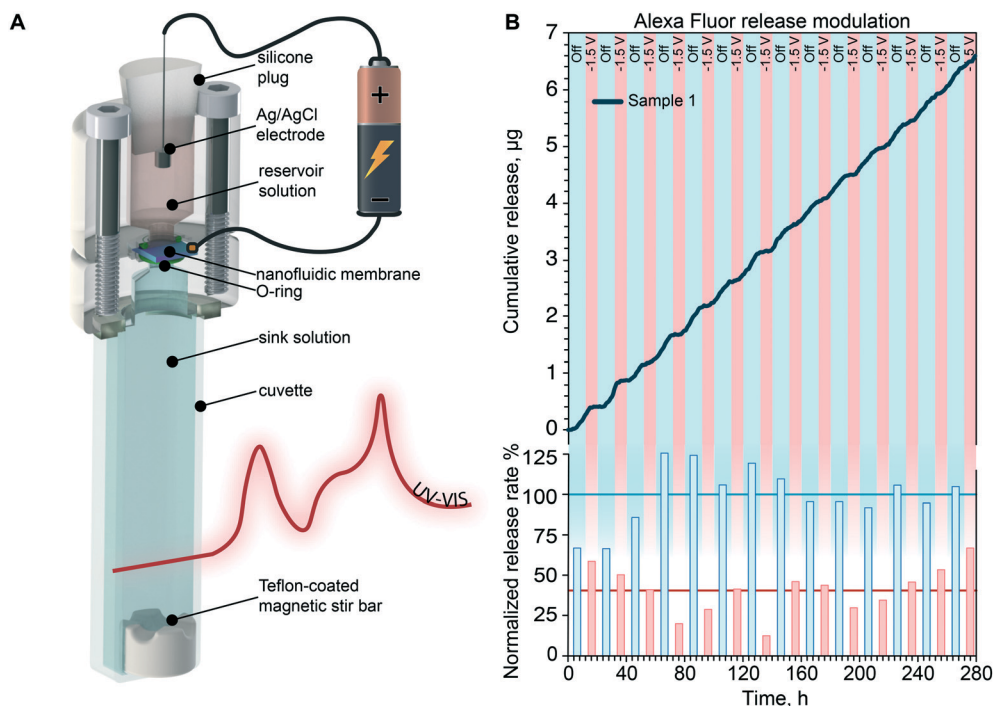 A
silicone
plug
Ag/AgCl
electrode
reservoir
solution
nanofluidic membrane
O-ring
sink solution
cuvette
UV-VIS
Teflon-coated
magnetic stir bar
+
−
B
Alexa Fluor release modulation
Off -1.5 V Off -1.5 V Off -1.5 V Off -1.5 V Off -1.5 V Off -1.5 V Off -1.5 V Off -1.5 V Off -1.5 V Off -1.5 V Off -1.5 V Off -1.5 V Off -1.5 V Off -1.5 V
Sample 1
Cumulative release, µg
7
6
5
4
3
2
1
0
Normalized release rate %
125
100
75
50
25
0
0 40 80 120 160 200 240 280
Time, h